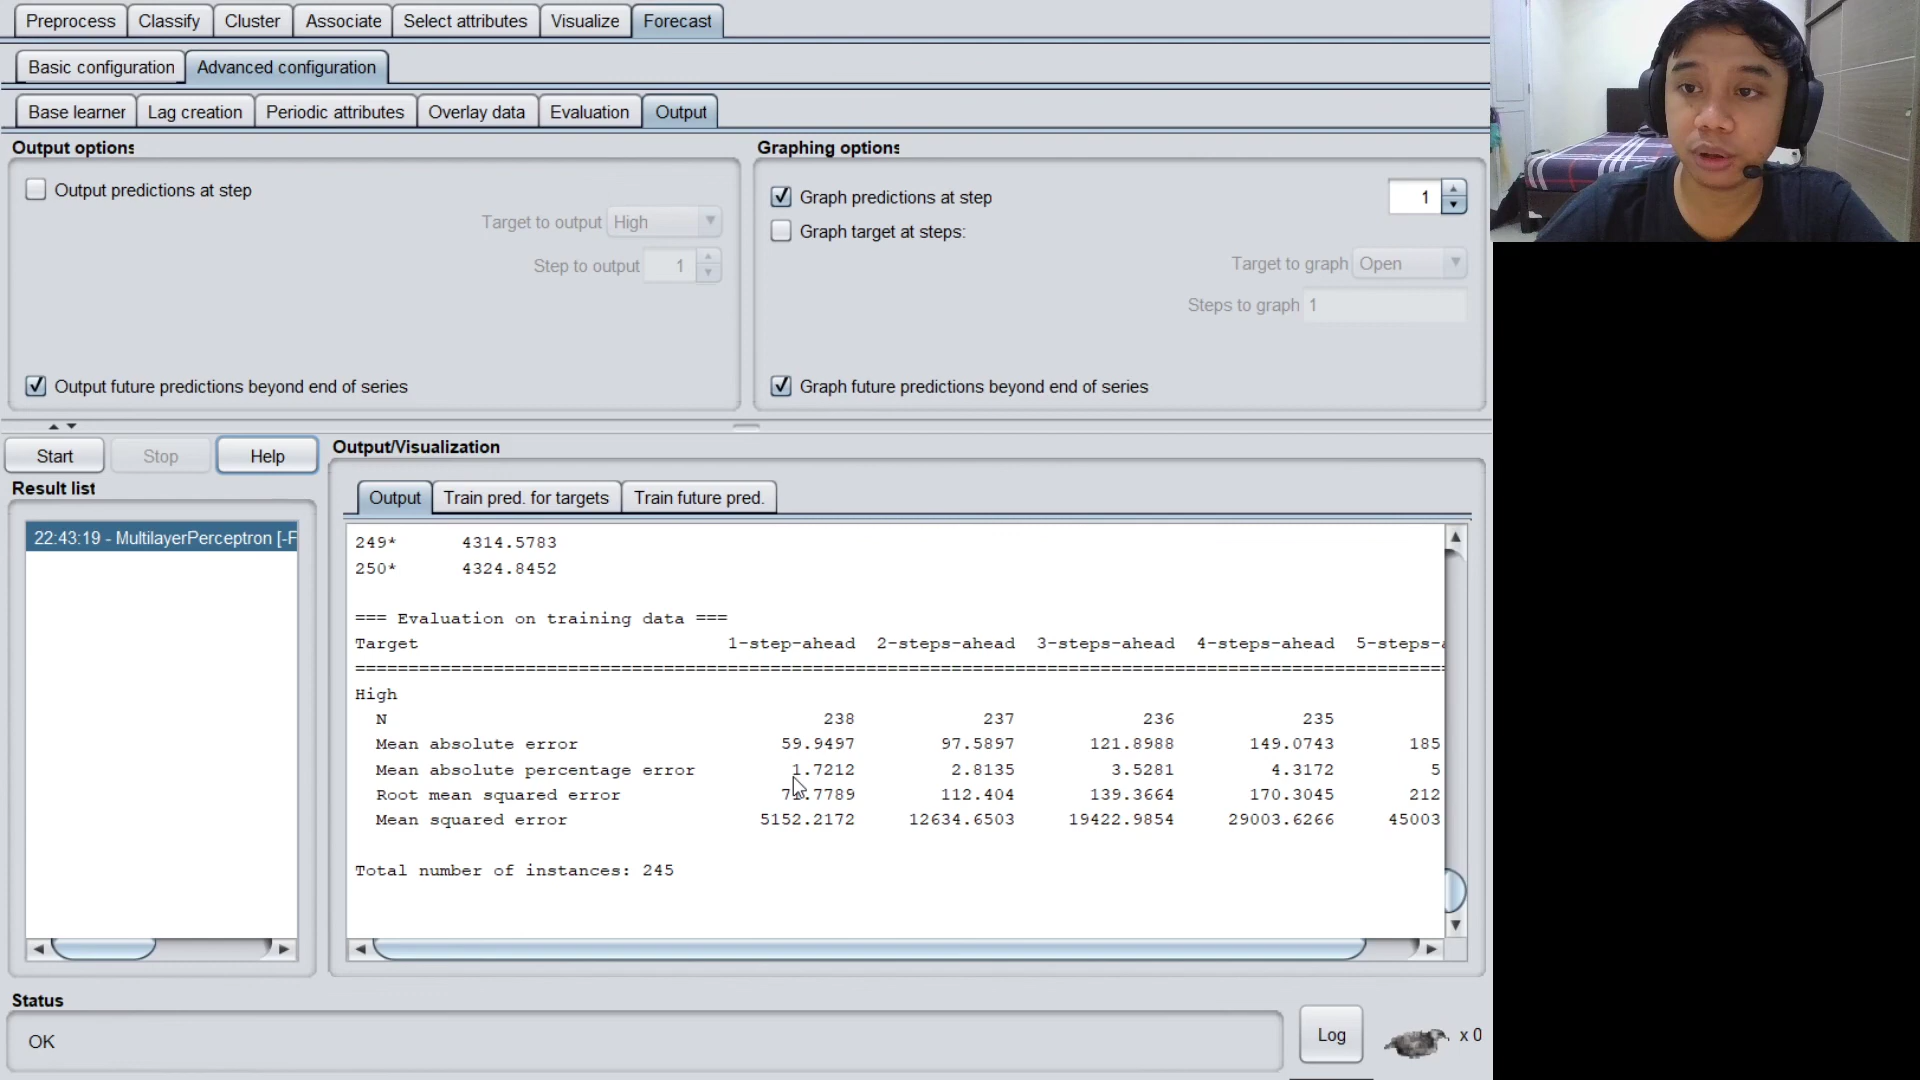 Preprocess Classify Cluster Associate Select attributes Visualize Forecast
Basic configuration Advanced configuration
Base learner Lag creation Periodic attributes Overlay data Evaluation Output
Output options
Output predictions at step
Target to output High
Step to output 1
Output future predictions beyond end of series
Graphing options
Graph predictions at step 1
Graph target at steps:
Target to graph Open
Steps to graph 1
Graph future predictions beyond end of series
Start Stop Help
Result list
22:43:19 - MultilayerPerceptron [-F
Output/Visualization
Output Train pred. for targets Train future pred.
249* 4314.5783
250* 4324.8452
=== Evaluation on training data ===
Target 1-step-ahead 2-steps-ahead 3-steps-ahead 4-steps-ahead 5-steps-a
==========================================================================================
High
N 238 237 236 235
Mean absolute error 59.9497 97.5897 121.8988 149.0743 185
Mean absolute percentage error 1.7212 2.8135 3.5281 4.3172 5
Root mean squared error 112.404 139.3664 170.3045 212
Mean squared error 5152.2172 12634.6503 19422.9854 29003.6266 45003
Total number of instances: 245
Status
OK
Log x 0